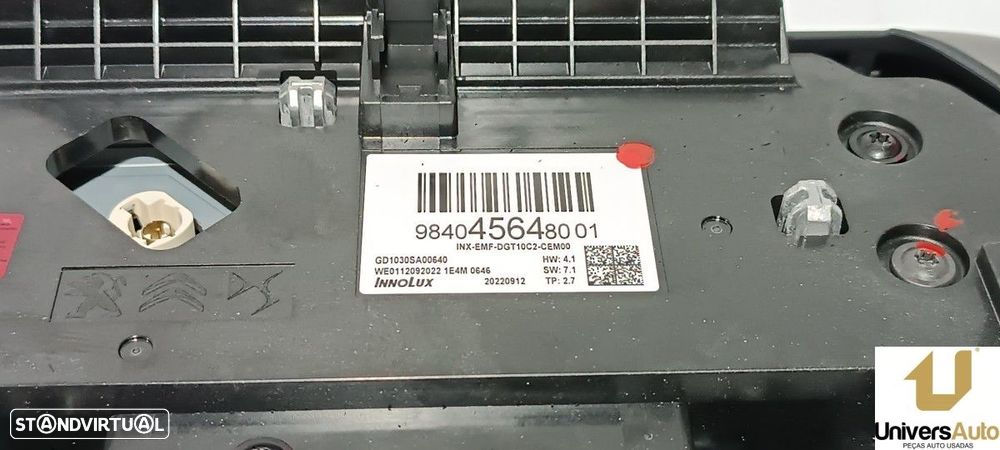 9840456480 01
INX-EMF-DGT10C2-CEM00
GD1030SA00640
HW: 4.1
WE0112092022 1E4M 0646
SW: 7.1
INNOLUX
20220912
TP: 2.7
STANDVIRTUAL
UNIVERSAUTO
PEÇAS AUTO USADAS